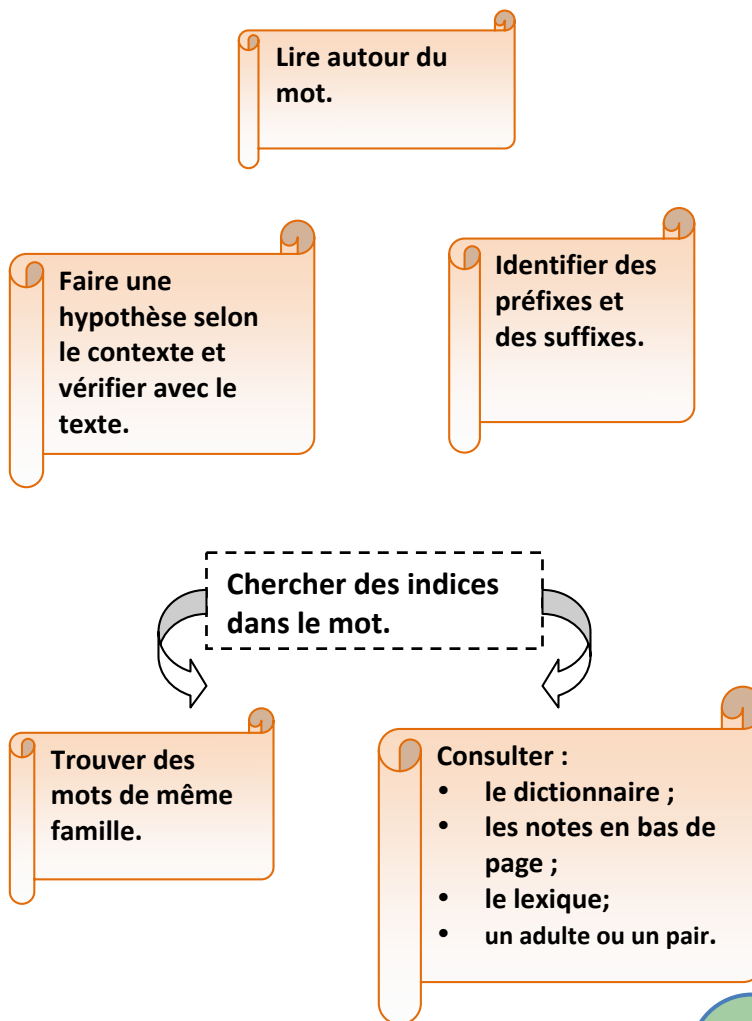 Lire autour du
mot.
Faire une
hypothèse selon
le contexte et
vérifier avec le
texte.
Identifier des
préfixes et
des suffixes.
Chercher des indices
dans le mot.
Trouver des
mots de même
famille.
Consulter :
• le dictionnaire ;
• les notes en bas de
page ;
• le lexique;
• un adulte ou un pair.